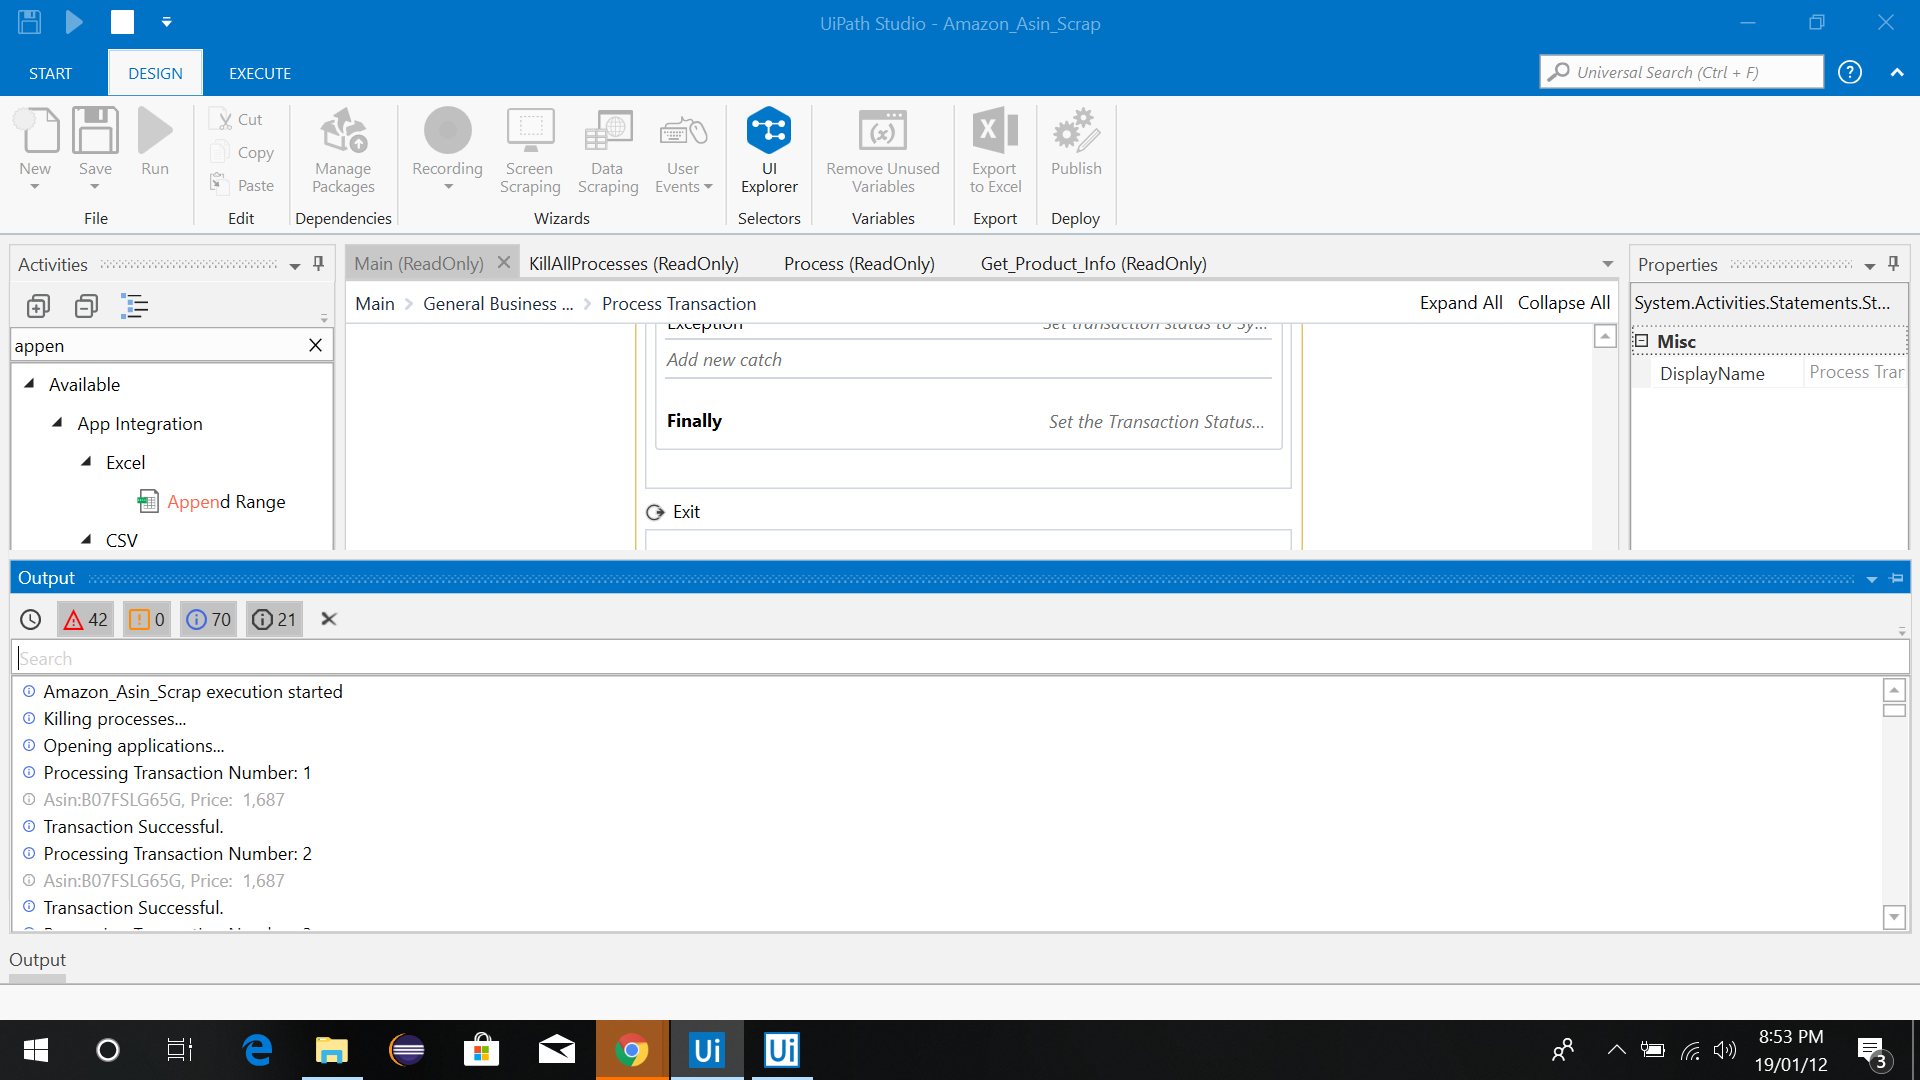 UiPath Studio - Amazon_Asin_Scrap
START
DESIGN
EXECUTE
Universal Search (Ctrl + F)
?
New
Save
Run
Cut
Copy
Paste
Manage
Packages
Recording
Screen
Scraping
Data
Scraping
User
Events
UI
Explorer
Remove Unused
Variables
Export
to Excel
Publish
File
Edit
Dependencies
Wizards
Selectors
Variables
Export
Deploy
Activities
Main (ReadOnly)
KillAllProcesses (ReadOnly)
Process (ReadOnly)
Get_Product_Info (ReadOnly)
Properties
Main > General Business ... > Process Transaction
Expand All
Collapse All
System.Activities.Statements.St...
appen
Exception
Set transaction status to Sy...
Misc
Add new catch
DisplayName
Process Tran
Available
App Integration
Finally
Set the Transaction Status...
Excel
Append Range
Exit
CSV
Output
42
0
70
21
Search
Amazon_Asin_Scrap execution started
Killing processes...
Opening applications...
Processing Transaction Number: 1
Asin:B07FSLG65G, Price: 1,687
Transaction Successful.
Processing Transaction Number: 2
Asin:B07FSLG65G, Price: 1,687
Transaction Successful.
Output
Ui
Ui
8:53 PM
19/01/12
3